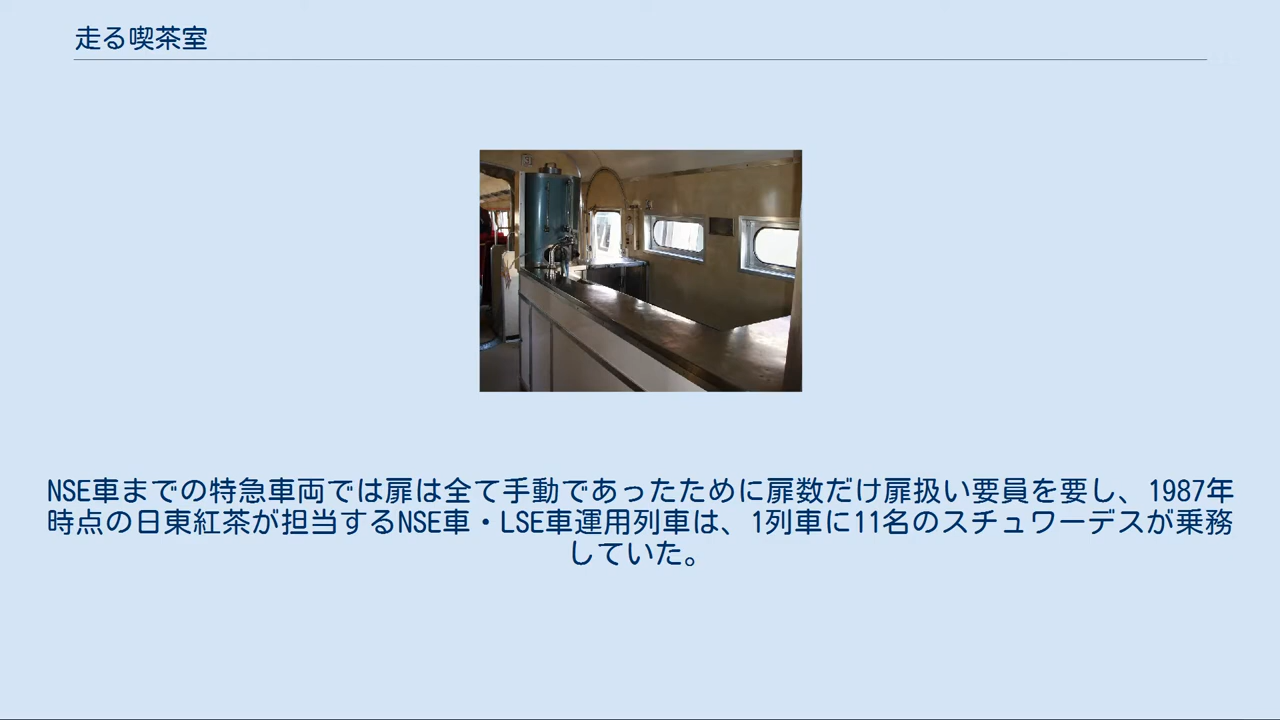 走る喫茶室
NSE車までの特急車両では扉は全て手動であったために扉数だけ扉扱い要員を要し、1987年
時点の日東紅茶が担当するNSE車・LSE車運用列車は、1列車に11名のスチュワーデスが乗務
していた。